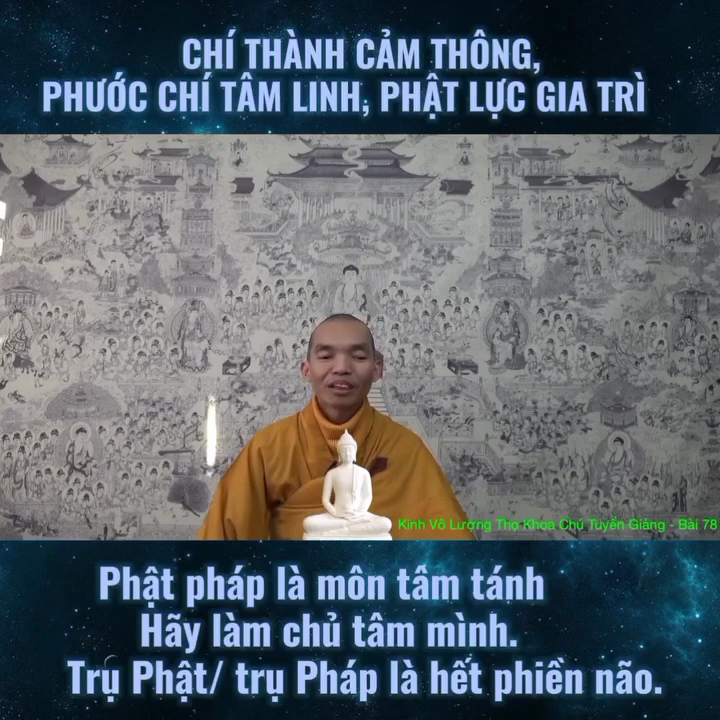 CHÍ THÀNH CẢM THÔNG,
PHƯỚC CHÍ TÂM LINH, PHẬT LỰC GIA TRÌ
Kinh Vô Lượng Thọ Khoa Chú Tuyển Giảng - Bài 78
Phật pháp là môn tâm tánh
Hãy làm chủ tâm mình.
Trụ Phật/ trụ Pháp là hết phiền não.